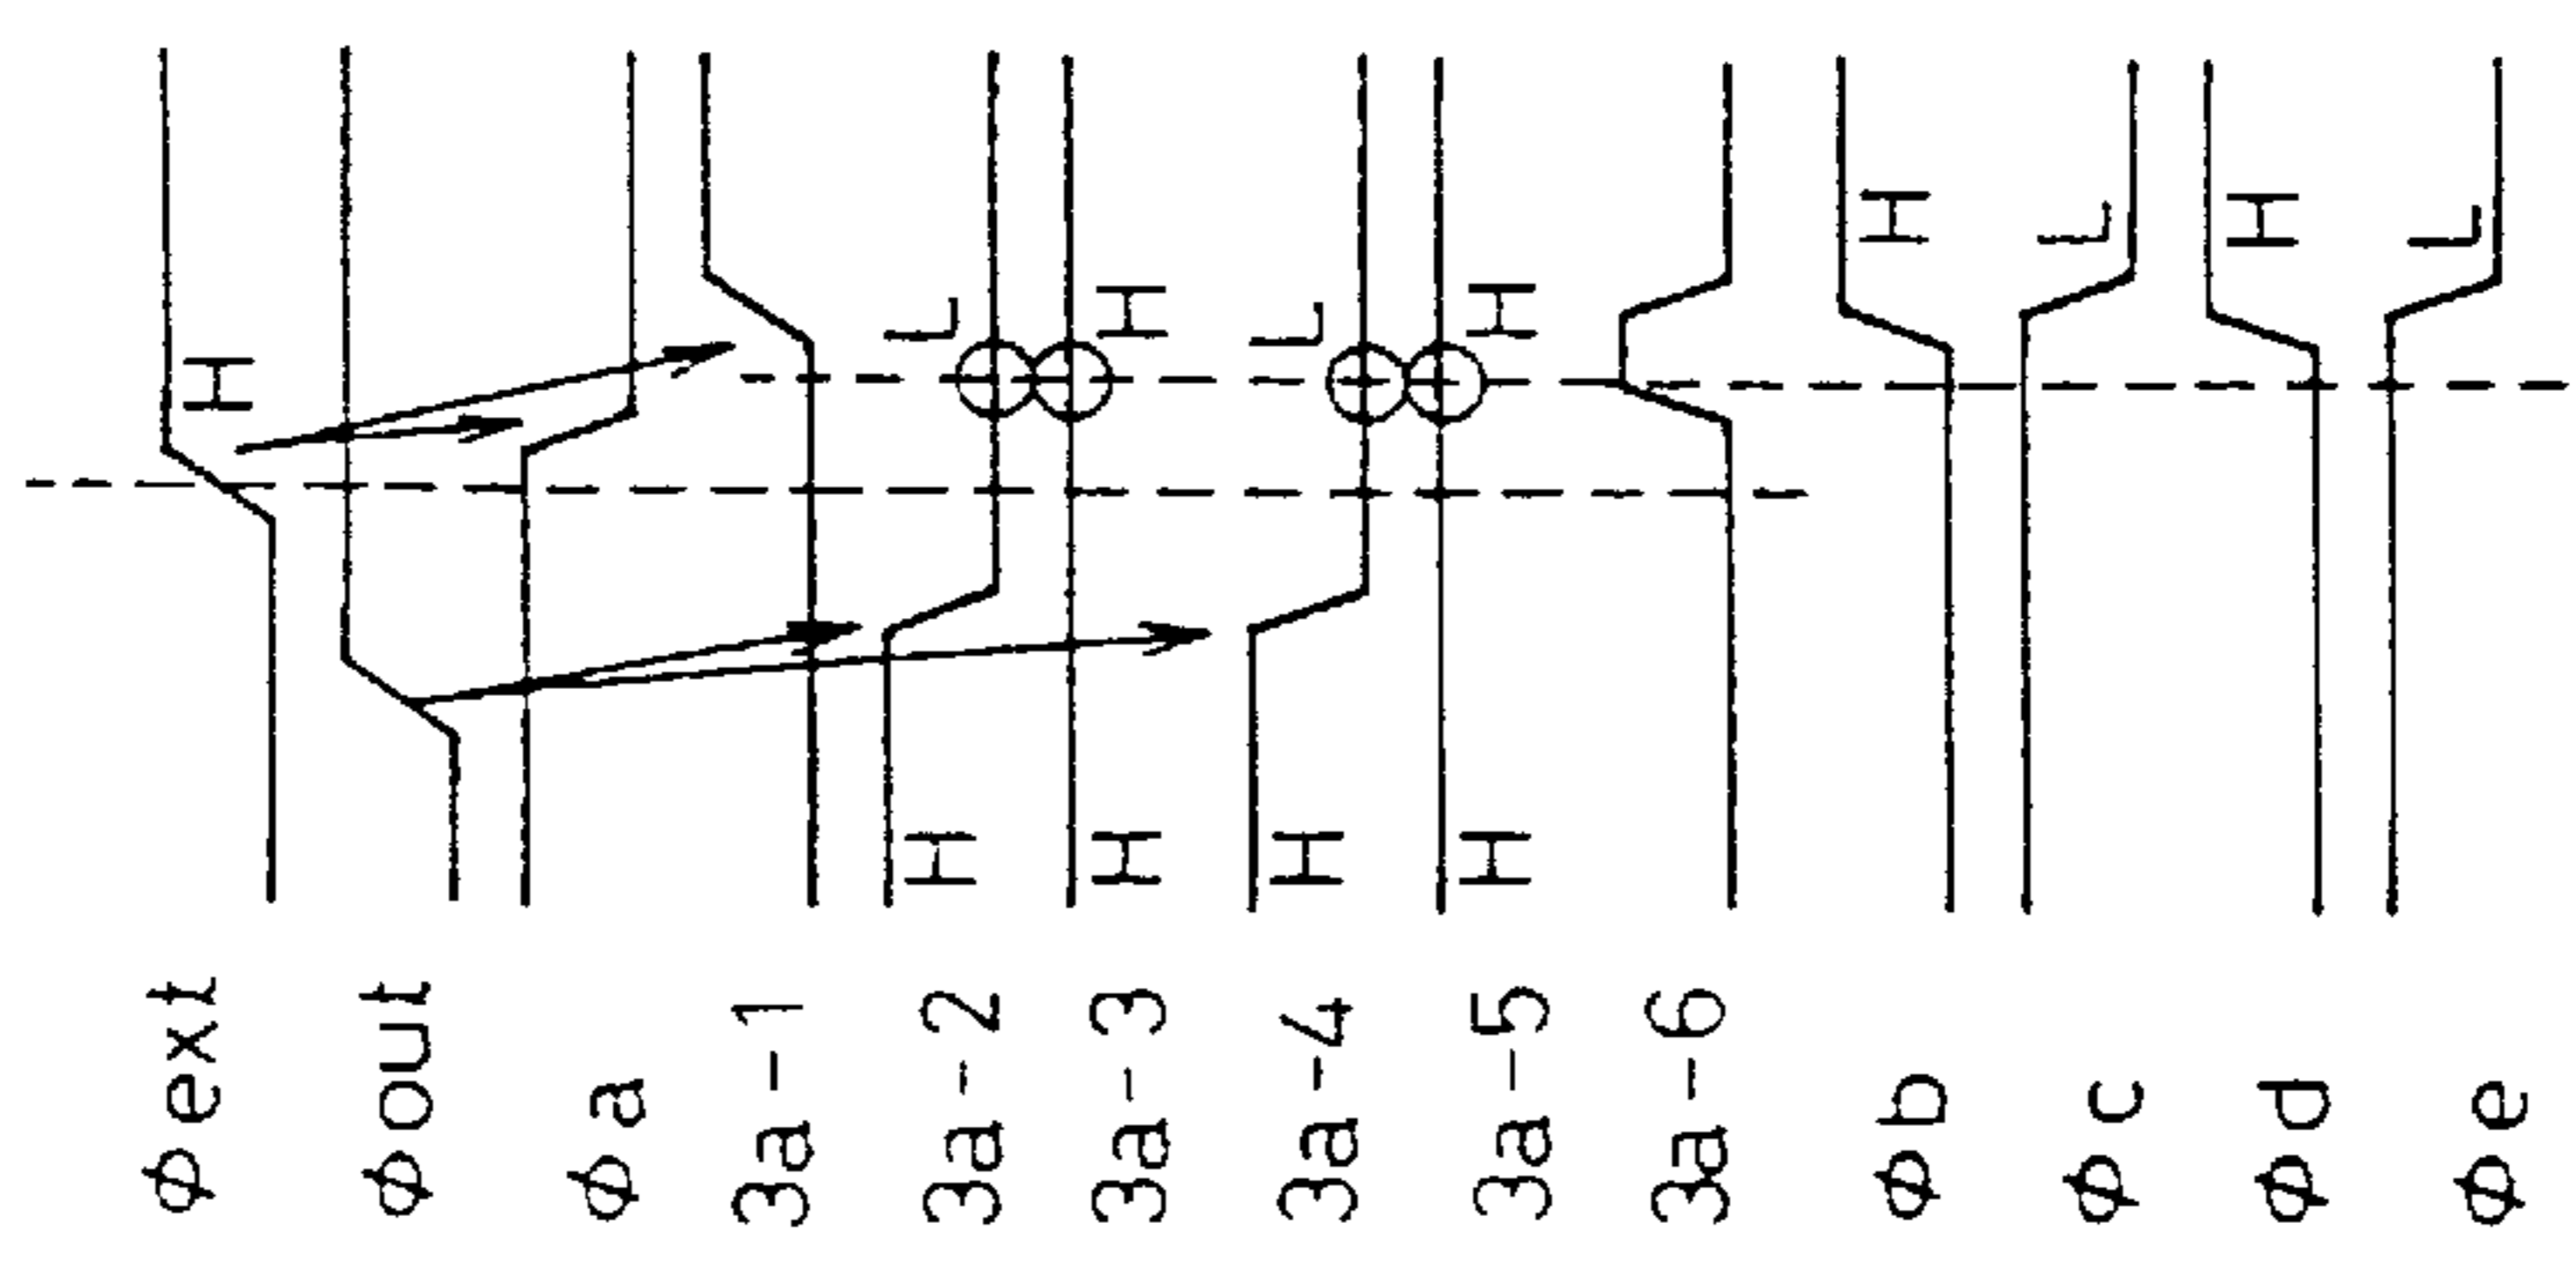 φext H
φout
φa
3a-1
3a-2 H L
3a-3 H H
3a-4 H L
3a-5 H H
3a-6
φb H
φc L
φd H
φe L